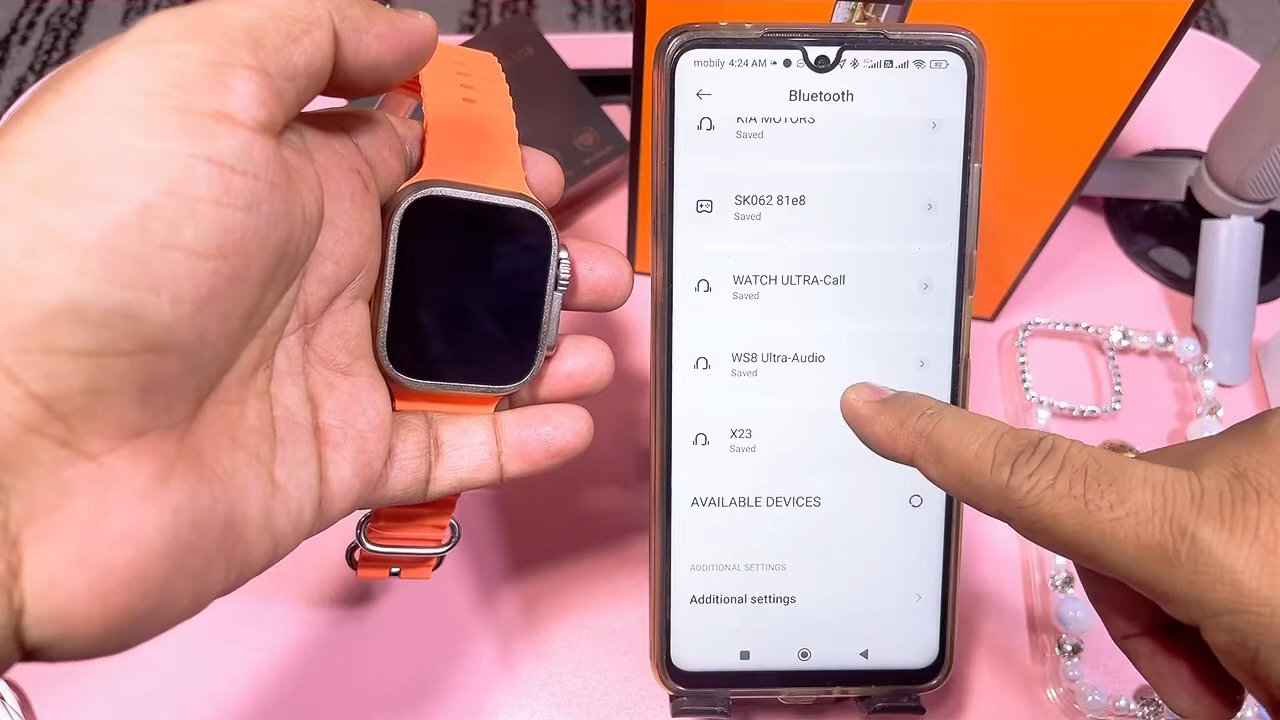 mobily 4:24 AM 82
Bluetooth
KIA MOTORS
Saved
SK062 81e8
Saved
WATCH ULTRA-Call
Saved
WS8 Ultra-Audio
Saved
X23
Saved
AVAILABLE DEVICES
ADDITIONAL SETTINGS
Additional settings